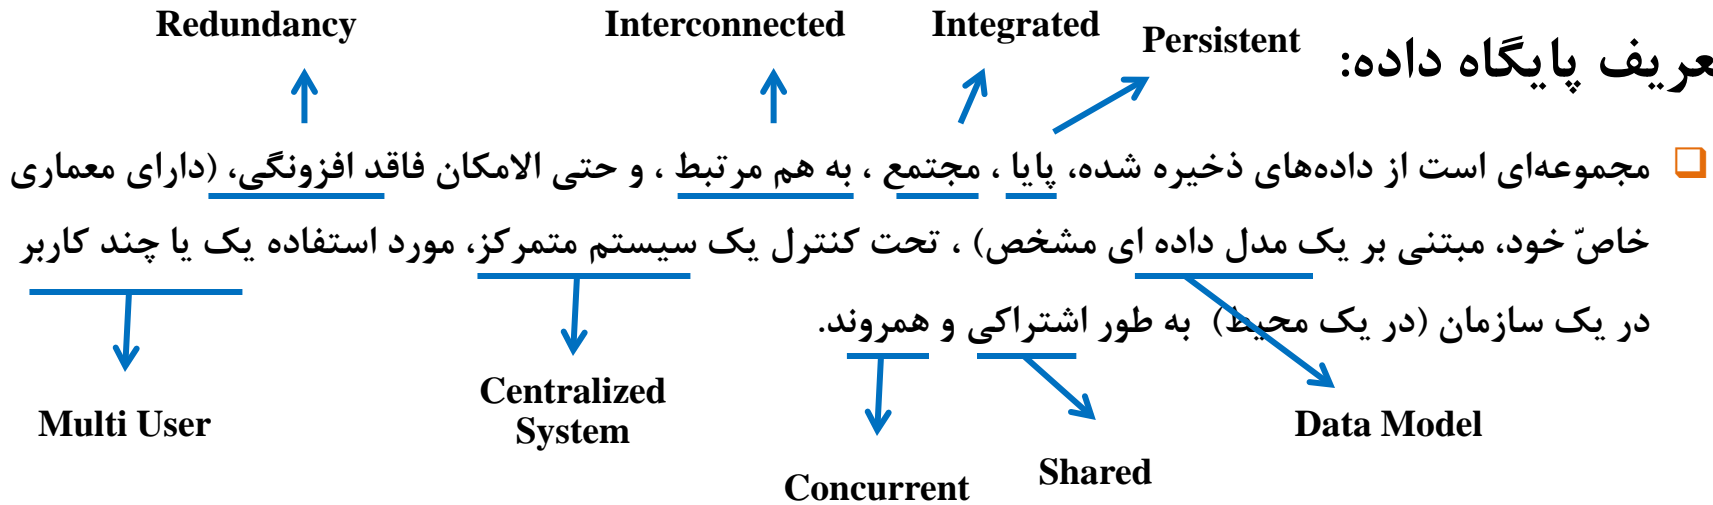 Redundancy Interconnected Integrated Persistent
عریف پایگاه داده:
مجموعه‌ای است از داده‌های ذخیره شده، پایا ، مجتمع ، به هم مرتبط ، و حتی الامکان فاقد افزونگی، (دارای معماری
خاصّ خود، مبتنی بر یک مدل داده ای مشخص) ، تحت کنترل یک سیستم متمرکز، مورد استفاده یک یا چند کاربر
در یک سازمان (در یک محیط) به طور اشتراکی و همروند.
Multi User
Centralized
System
Concurrent
Shared
Data Model